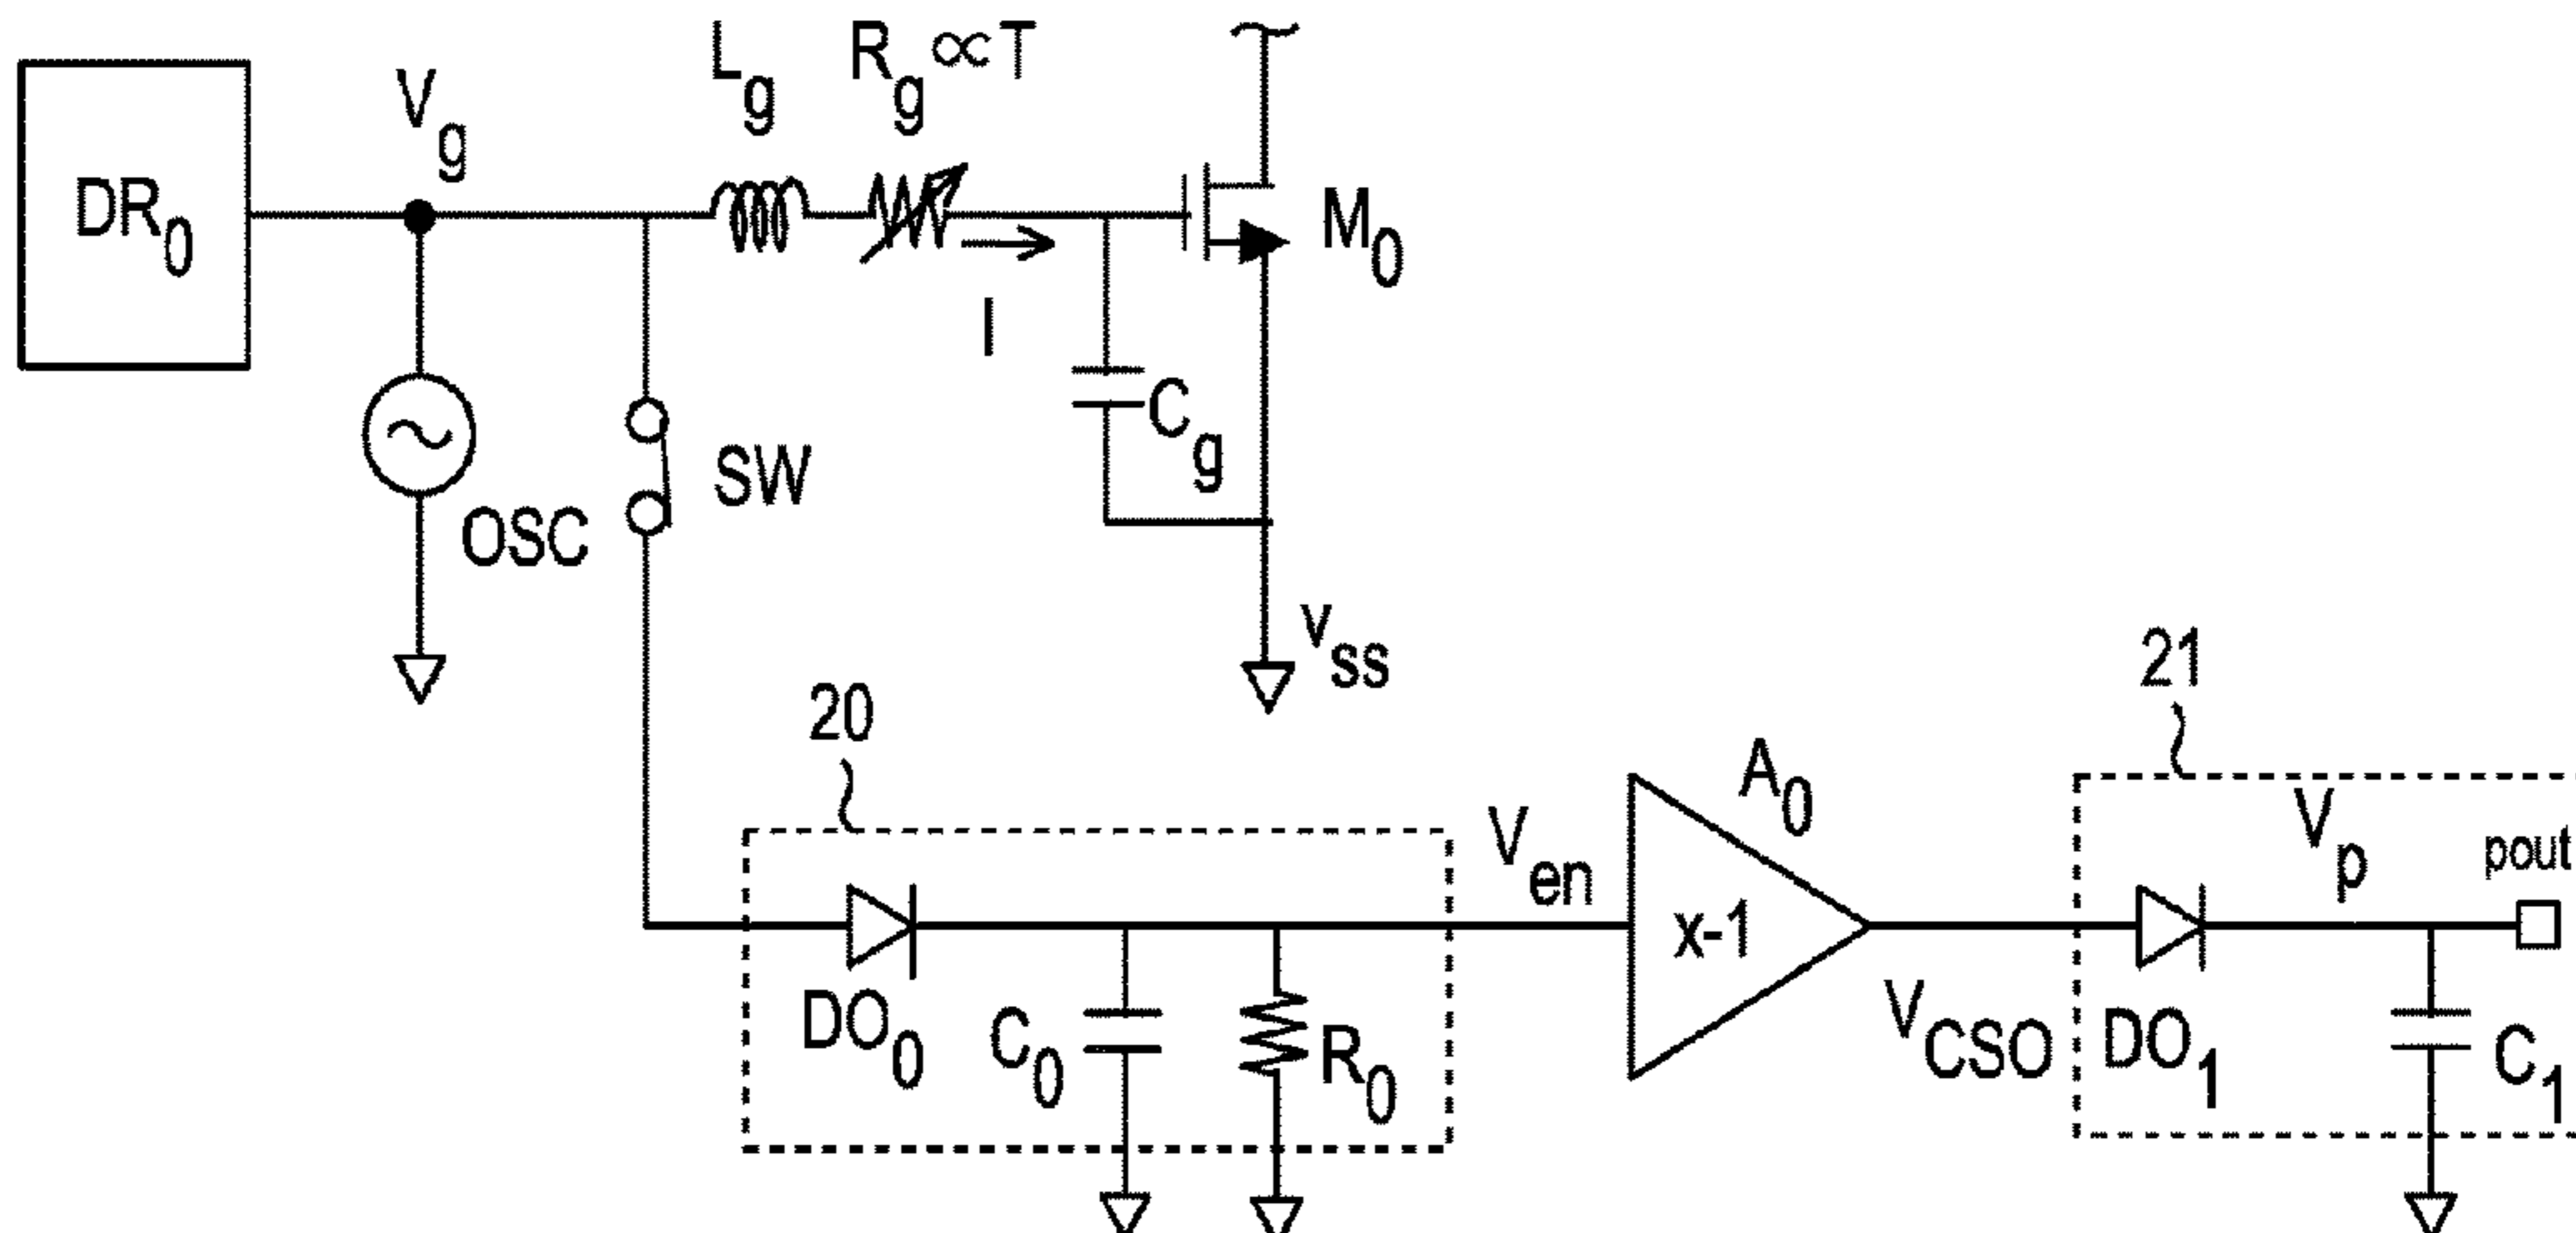 DR0
Vg
Lg
Rg ∝ T
I
M0
Cg
OSC
SW
vss
20
DO0
C0
R0
Ven
A0
x-1
VCSO
21
DO1
Vp
pout
C1